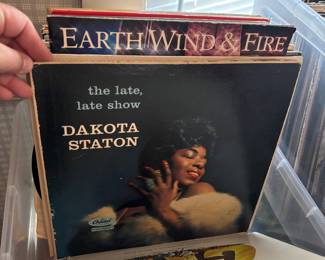 EARTH WIND & FIRE
the late,
late show
DAKOTA
STATON
Capitol